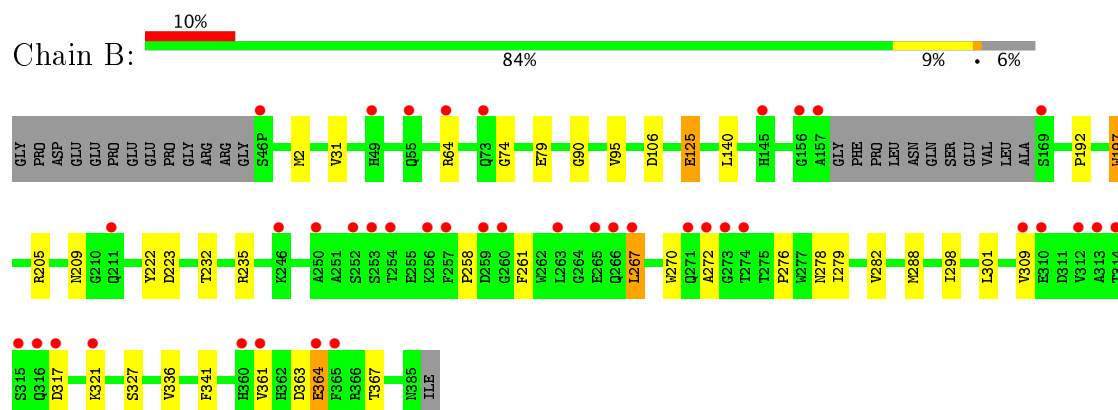 10%
Chain B:
84% 9% • 6%
GLY PRO ASP GLU GLU PRO GLU GLU PRO GLY ARG ARG GLY S46P M2 V31 H49 Q55 R64 Q73 G74 E79 G90 V95 D106 E125 L140 H145 G156 A157 GLY PHE PRO LEU ASN GLN SER GLU VAL LEU ALA S169 P192 W197
R205 N209 G210 Q211 Y222 D223 T232 R235 K246 A250 A251 S252 S253 T254 E255 K256 F257 P258 D259 G260 F261 W262 L263 G264 E265 Q266 L267 W270 Q271 A272 G273 T274 T275 P276 W277 N278 I279 V282 M288 I298 L301 V309 E310 D311 V312 A313 T314
S315 Q316 D317 K321 S327 V336 F341 H360 V361 H362 D363 E364 F365 R366 T367 N385 ILE